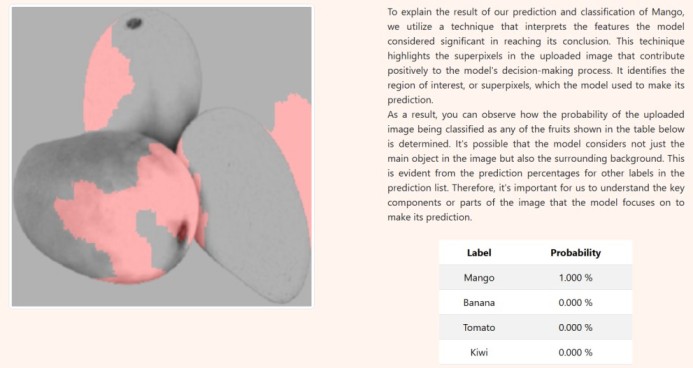 To explain the result of our prediction and classification of Mango,
we utilize a technique that interprets the features the model
considered significant in reaching its conclusion. This techinique
highlights the superpixels in the uploaded image that contribute
positively to the model's decision-making process. It identifies the
region of interest, or superpixels, which the model used to make its
prediction.
As a result, you can observe how the probability of the uploaded
image being classified as any of the fruits shown in the table below
is determined. It's possible that the model considers not just the
main object in the image but also the surrounding background. This
is evident from the prediction percentages for other labels in the
prediction list. Therefore, it's important for us to understand the key
components or parts of the image that the model focuses on to
make its prediction.
Label Probability
Mango 1.000 %
Banana 0.000 %
Tomato 0.000 %
Kiwi 0.000 %